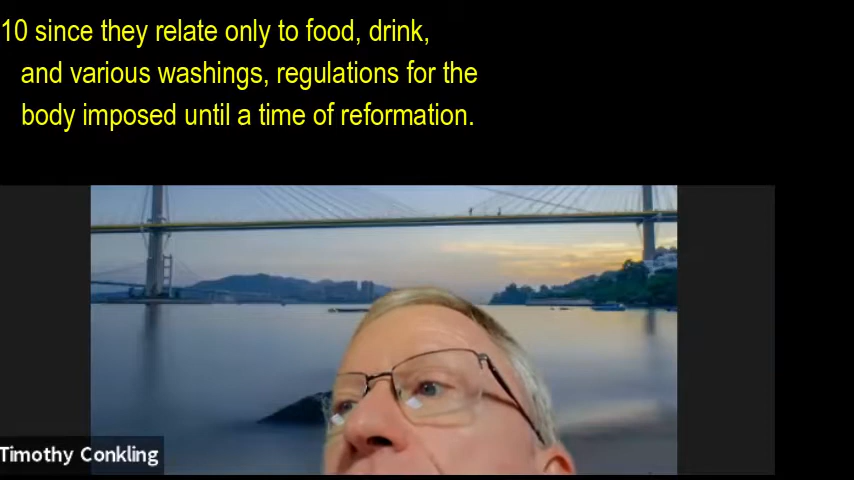 10 since they relate only to food, drink,
and various washings, regulations for the
body imposed until a time of reformation.
Timothy Conkling